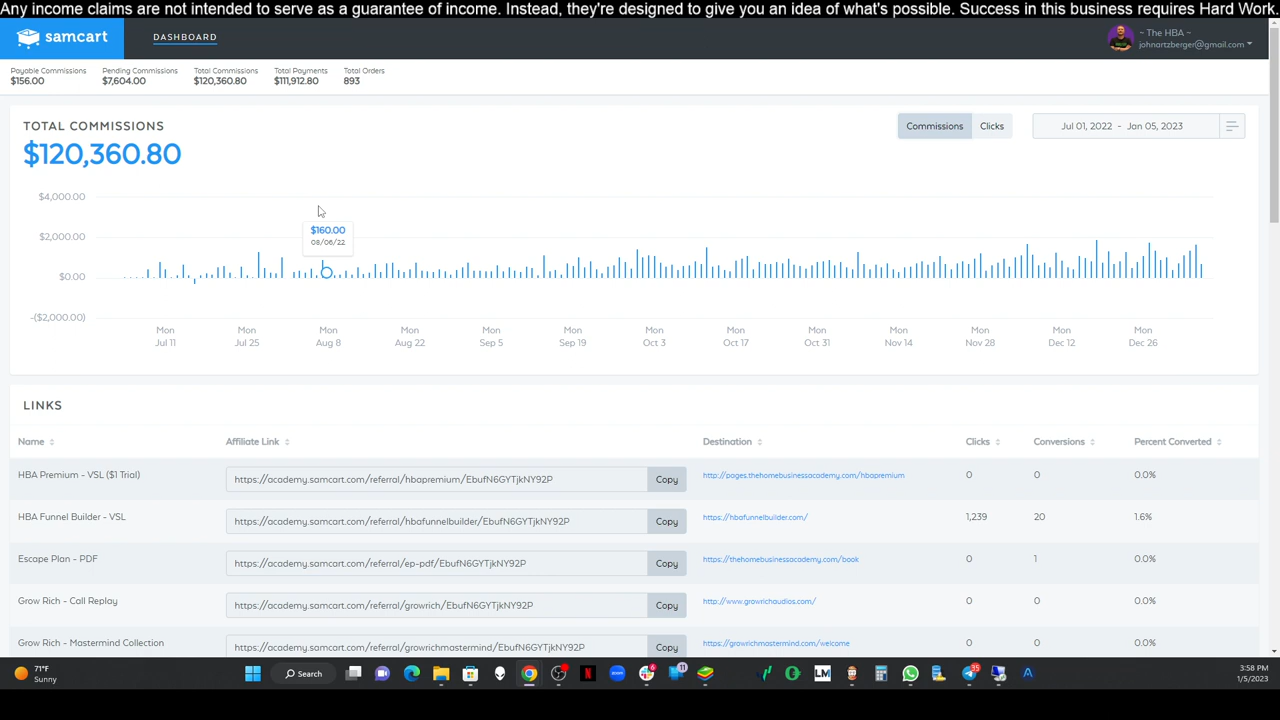 Any income claims are not intended to serve as a guarantee of income. Instead, they're designed to give you an idea of what's possible. Success in this business requires Hard Work.
samcart DASHBOARD ~ The HBA ~
johnartzberger@gmail.com
Payable Commissions Pending Commissions Total Commissions Total Payments Total Orders
$156.00 $7,604.00 $120,360.80 $111,912.80 893
TOTAL COMMISSIONS Commissions Clicks Jul 01, 2022 - Jan 05, 2023
$120,360.80
$4,000.00
$160.00
$2,000.00 08/06/22
$0.00
-($2,000.00)
Mon Mon Mon Mon Mon Mon Mon Mon Mon Mon Mon Mon Mon
Jul 11 Jul 25 Aug 8 Aug 22 Sep 5 Sep 19 Oct 3 Oct 17 Oct 31 Nov 14 Nov 28 Dec 12 Dec 26
LINKS
Name Affiliate Link Destination Clicks Conversions Percent Converted
HBA Premium - VSL ($1 Trial) https://academy.samcart.com/referral/hbapremium/EbufN6GYTjkNY92P Copy http://pages.thehomebusinessacademy.com/hbapremium 0 0 0.0%
HBA Funnel Builder - VSL https://academy.samcart.com/referral/hbafunnelbuilder/EbufN6GYTjkNY92P Copy https://hbafunnelbuilder.com/ 1,239 20 1.6%
Escape Plan - PDF https://academy.samcart.com/referral/ep-pdf/EbufN6GYTjkNY92P Copy https://thehomebusinessacademy.com/book 0 1 0.0%
Grow Rich - Call Replay https://academy.samcart.com/referral/growrich/EbufN6GYTjkNY92P Copy http://www.growrichaudios.com/ 0 0 0.0%
Grow Rich - Mastermind Collection https://academy.samcart.com/referral/growrichmastermind/EbufN6GYTjkNY92P Copy https://growrichmastermind.com/welcome 0 0 0.0%
71°F
Sunny
Search
zoom 6 11 LM 35
3:58 PM
1/5/2023